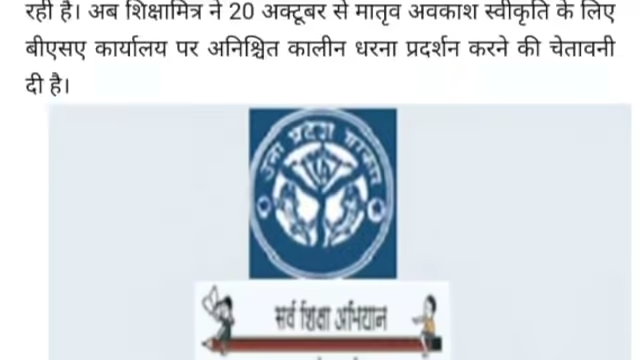 रही है। अब शिक्षामित्र ने 20 अक्टूबर से मातृव अवकाश स्वीकृति के लिए
बीएसए कार्यालय पर अनिश्चित कालीन धरना प्रदर्शन करने की चेतावनी
दी है।
उत्तर प्रदेश सरकार
सर्व शिक्षा अभियान